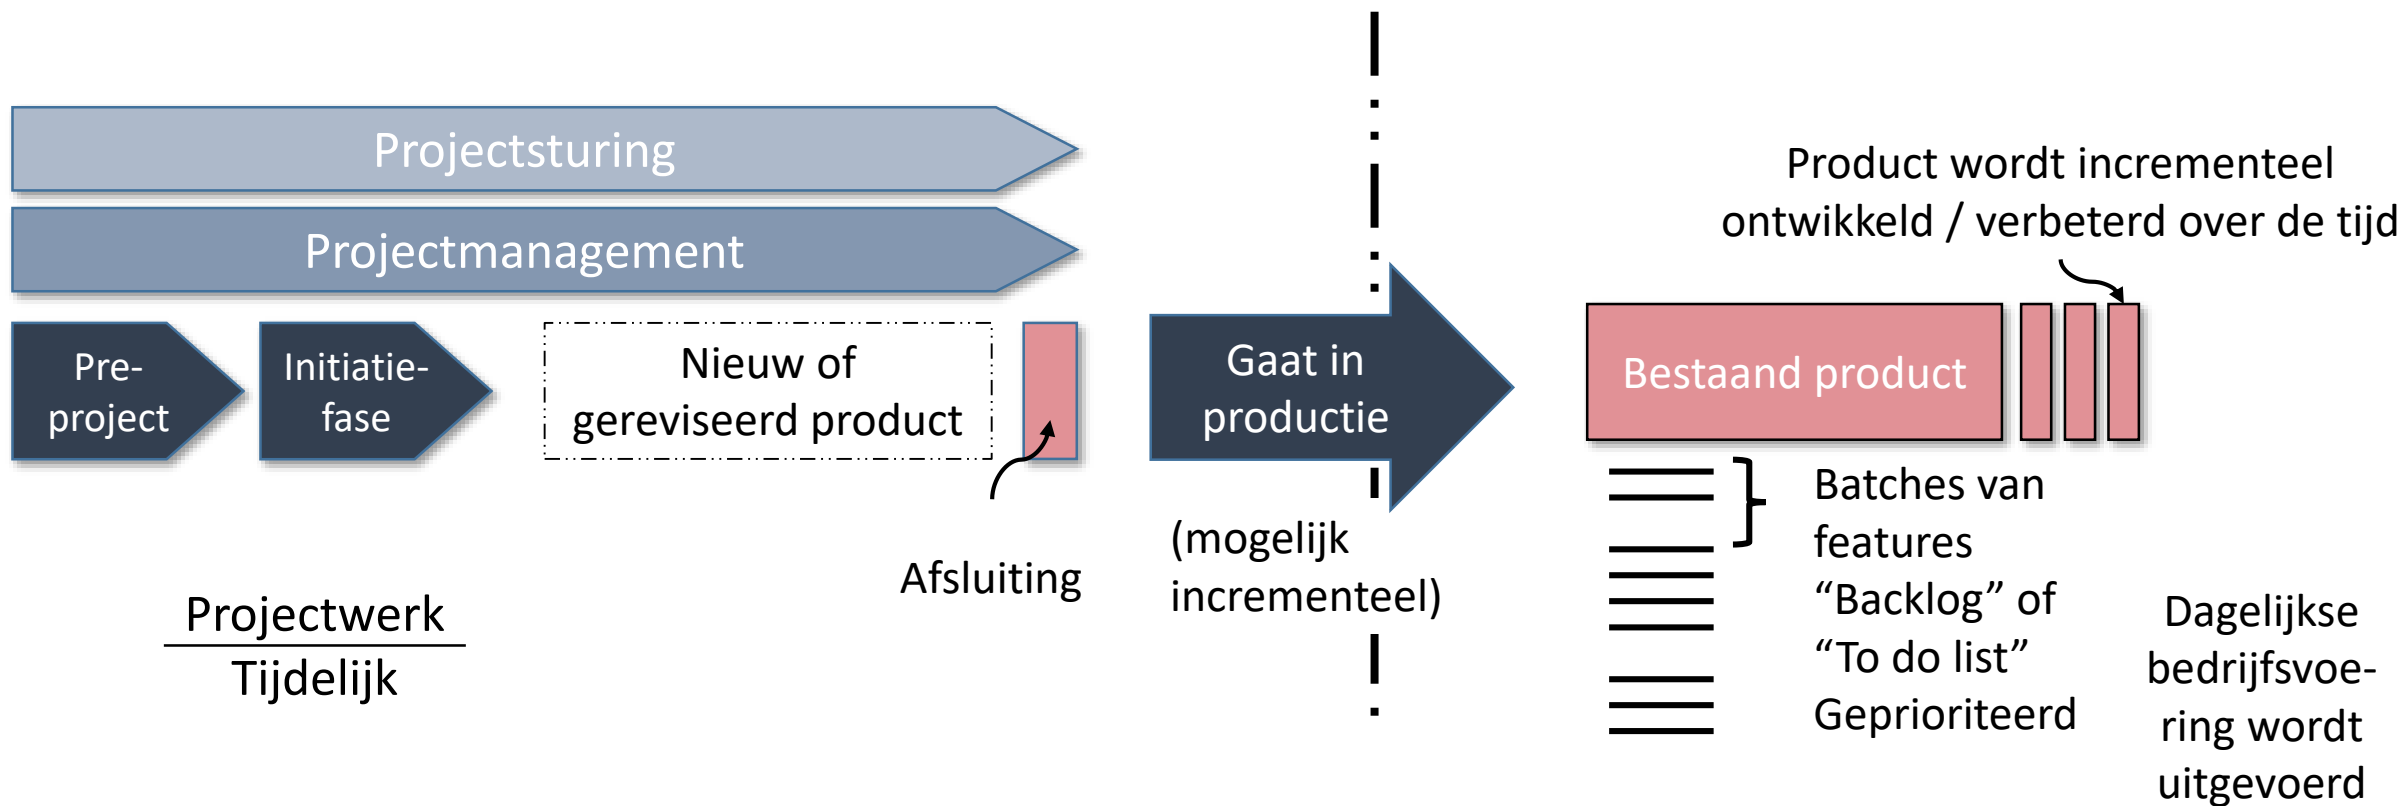 Projectsturing
Projectmanagement
Pre-
project
Initiatie-
fase
Nieuw of
gereviseerd product
Afsluiting
Projectwerk
Tijdelijk
Gaat in
productie
(mogelijk
incrementeel)
Product wordt incrementeel
ontwikkeld / verbeterd over de tijd
Bestaand product
Batches van
features
“Backlog” of
“To do list”
Geprioriteerd
Dagelijkse
bedrijfsvoe-
ring wordt
uitgevoerd